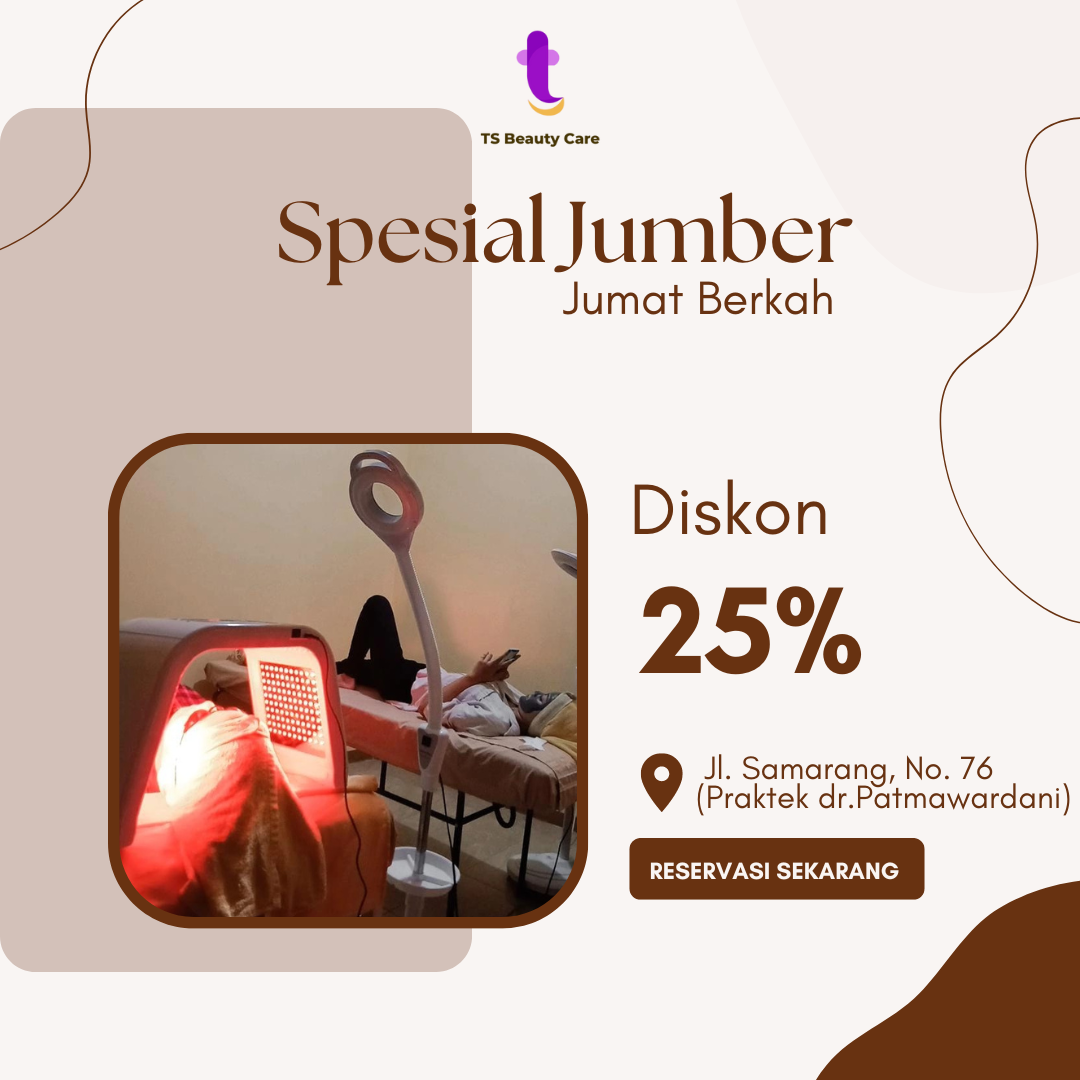 TS Beauty Care
Spesial Jumber
Jumat Berkah
Diskon
25%
Jl. Samarang, No. 76
(Praktek dr.Patmawardani)
RESERVASI SEKARANG